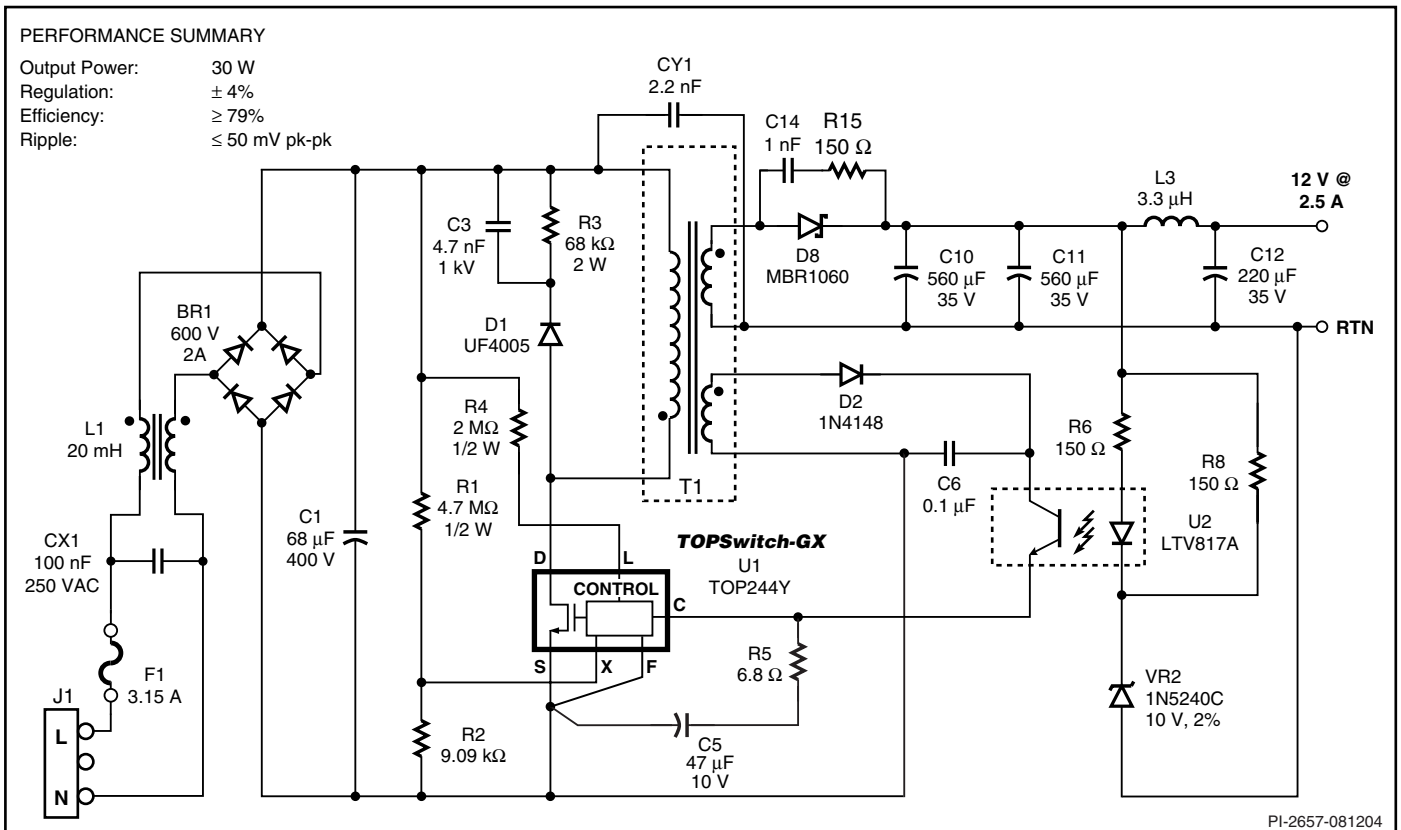 PERFORMANCE SUMMARY
Output Power: 30 W
Regulation: ± 4%
Efficiency: ≥ 79%
Ripple: ≤ 50 mV pk-pk
CY1
2.2 nF
C14
1 nF
R15
150 Ω
L3
3.3 µH
12 V @
2.5 A
C3
4.7 nF
1 kV
R3
68 kΩ
2 W
D8
MBR1060
C10
560 µF
35 V
C11
560 µF
35 V
C12
220 µF
35 V
RTN
BR1
600 V
2A
D1
UF4005
D2
1N4148
L1
20 mH
R4
2 MΩ
1/2 W
R6
150 Ω
R8
150 Ω
R1
4.7 MΩ
1/2 W
T1
C6
0.1 µF
C1
68 µF
400 V
U2
LTV817A
CX1
100 nF
250 VAC
TOPSwitch-GX
U1
TOP244Y
D
L
CONTROL
C
S
X
F
R5
6.8 Ω
F1
3.15 A
J1
L
N
VR2
1N5240C
10 V, 2%
R2
9.09 kΩ
C5
47 µF
10 V
PI-2657-081204